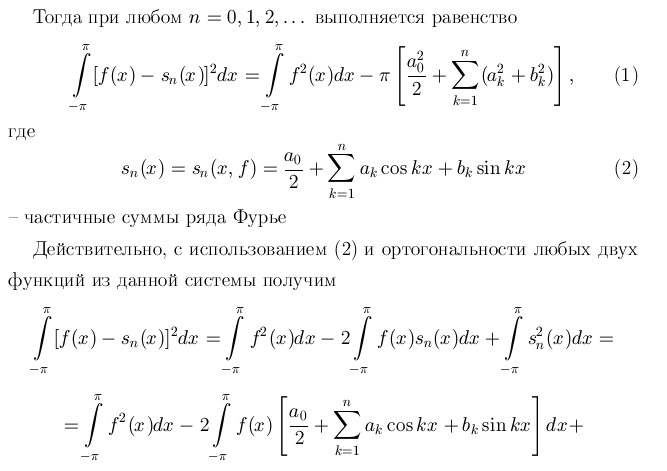 Тогда при любом n = 0, 1, 2, . . . выполняется равенство
\int\limits_{-\pi}^{\pi} [f(x) − s_n(x)]^2 dx = \int\limits_{-\pi}^{\pi} f^2(x)dx − \pi \left[ \frac{a_0^2}{2} + \sum_{k=1}^{n} (a_k^2 + b_k^2) \right], (1)
где
s_n(x) = s_n(x, f) = \frac{a_0}{2} + \sum_{k=1}^{n} a_k \cos kx + b_k \sin kx (2)
– частичные суммы ряда Фурье
Действительно, с использованием (2) и ортогональности любых двух
функций из данной системы получим
\int\limits_{-\pi}^{\pi} [f(x) − s_n(x)]^2 dx = \int\limits_{-\pi}^{\pi} f^2(x)dx − 2 \int\limits_{-\pi}^{\pi} f(x)s_n(x)dx + \int\limits_{-\pi}^{\pi} s_n^2(x)dx =
= \int\limits_{-\pi}^{\pi} f^2(x)dx − 2 \int\limits_{-\pi}^{\pi} f(x) \left[ \frac{a_0}{2} + \sum_{k=1}^{n} a_k \cos kx + b_k \sin kx \right] dx+